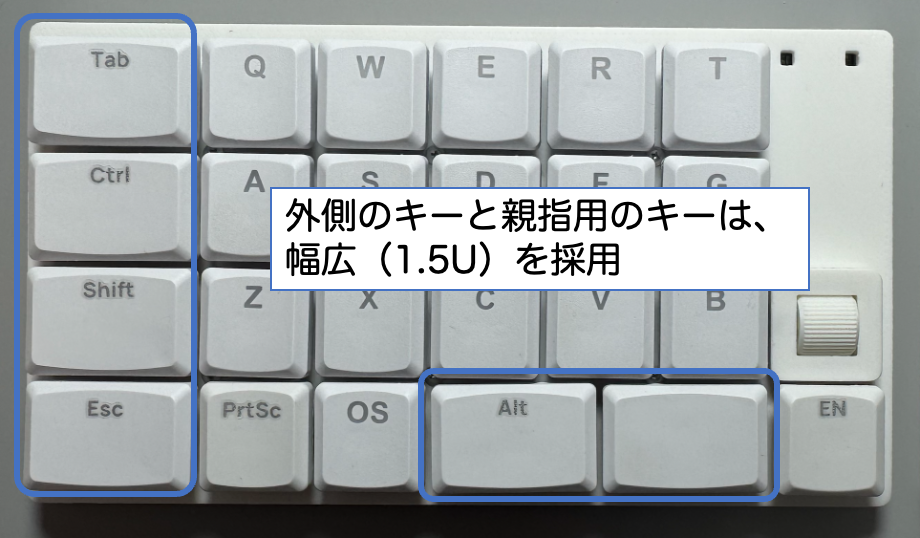 Tab Q W E R T
Ctrl A S D F G
外側のキーと親指用のキーは、
幅広（1.5U）を採用
Shift Z X C V B
Esc PrtSc OS Alt EN